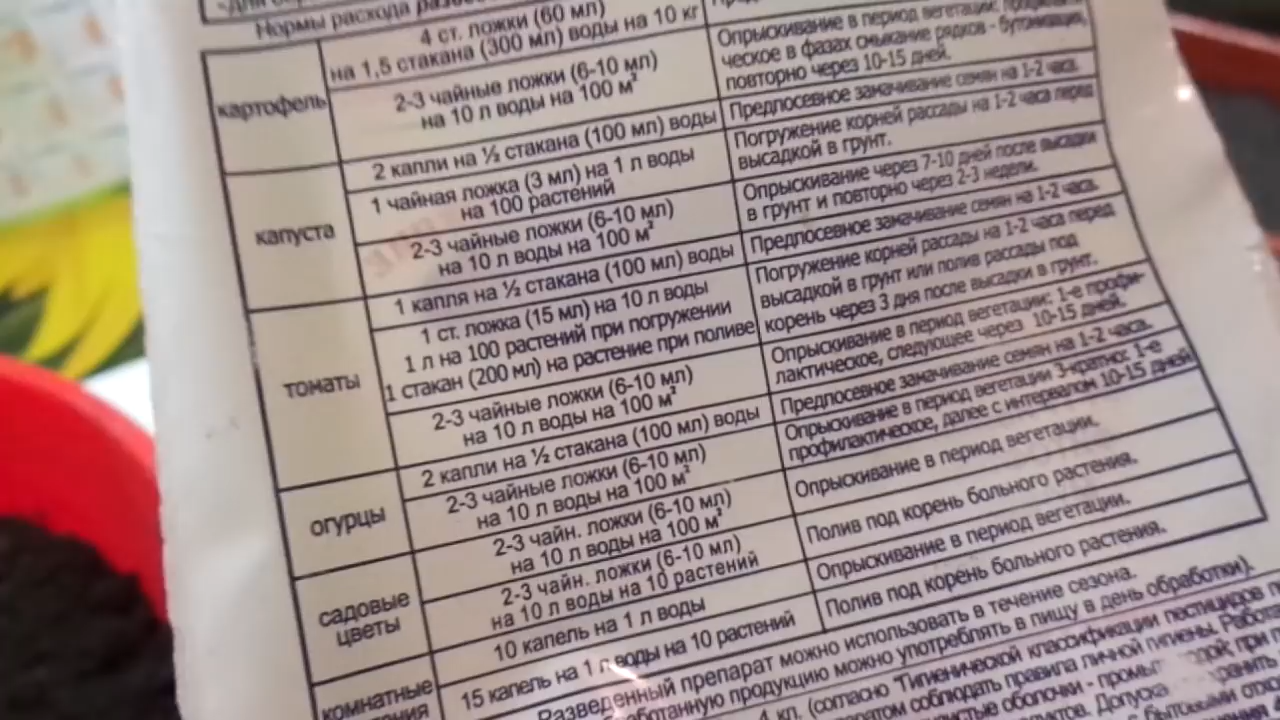 Нормы расхода
картофель
4 ст. ложки (60 мл)
на 1,5 стакана (300 мл) воды на 10 кг
2-3 чайные ложки (6-10 мл)
на 10 л воды на 100 м²
Опрыскивание в период вегетации:
ческое в фазах смыкание рядков - бутонизация,
повторно через 10-15 дней.
капуста
2 капли на ½ стакана (100 мл) воды
Предпосевное замачивание семян на 1-2 часа.
1 чайная ложка (3 мл) на 1 л воды
на 100 растений
Погружение корней рассады на 1-2 часа перед
высадкой в грунт.
2-3 чайные ложки (6-10 мл)
на 10 л воды на 100 м²
Опрыскивание через 7-10 дней после высадки
в грунт и повторно через 2-3 недели.
томаты
1 капля на ½ стакана (100 мл) воды
Предпосевное замачивание семян на 1-2 часа.
1 ст. ложка (15 мл) на 10 л воды
1 л на 100 растений при погружении
1 стакан (200 мл) на растение при поливе
Погружение корней рассады на 1-2 часа перед
высадкой в грунт или полив рассады под
корень через 3 дня после высадки в грунт.
2-3 чайные ложки (6-10 мл)
на 10 л воды на 100 м²
Опрыскивание в период вегетации: 1-е профи-
лактическое, следующее через 10-15 дней.
огурцы
2 капли на ½ стакана (100 мл) воды
Предпосевное замачивание семян на 1-2 часа.
2-3 чайные ложки (6-10 мл)
на 10 л воды на 100 м²
Опрыскивание в период вегетации 3-кратно: 1-е
профилактическое, далее с интервалом 10-15 дней
садовые
цветы
2-3 чайн. ложки (6-10 мл)
на 10 л воды на 100 м²
Опрыскивание в период вегетации.
2-3 чайн. ложки (6-10 мл)
на 10 л воды на 10 растений
Полив под корень больного растения.
комнатные
10 капель на 1 л воды
Опрыскивание в период вегетации.
15 капель на 1 л воды на 10 растений
Полив под корень больного растения.
Разведенный препарат можно использовать в течение сезона.
продукцию можно употреблять в пищу в день обработки).
4 кл. (согласно "Гигиенической классификации пестицидов
соблюдать правила личной гигиены.
оболочки